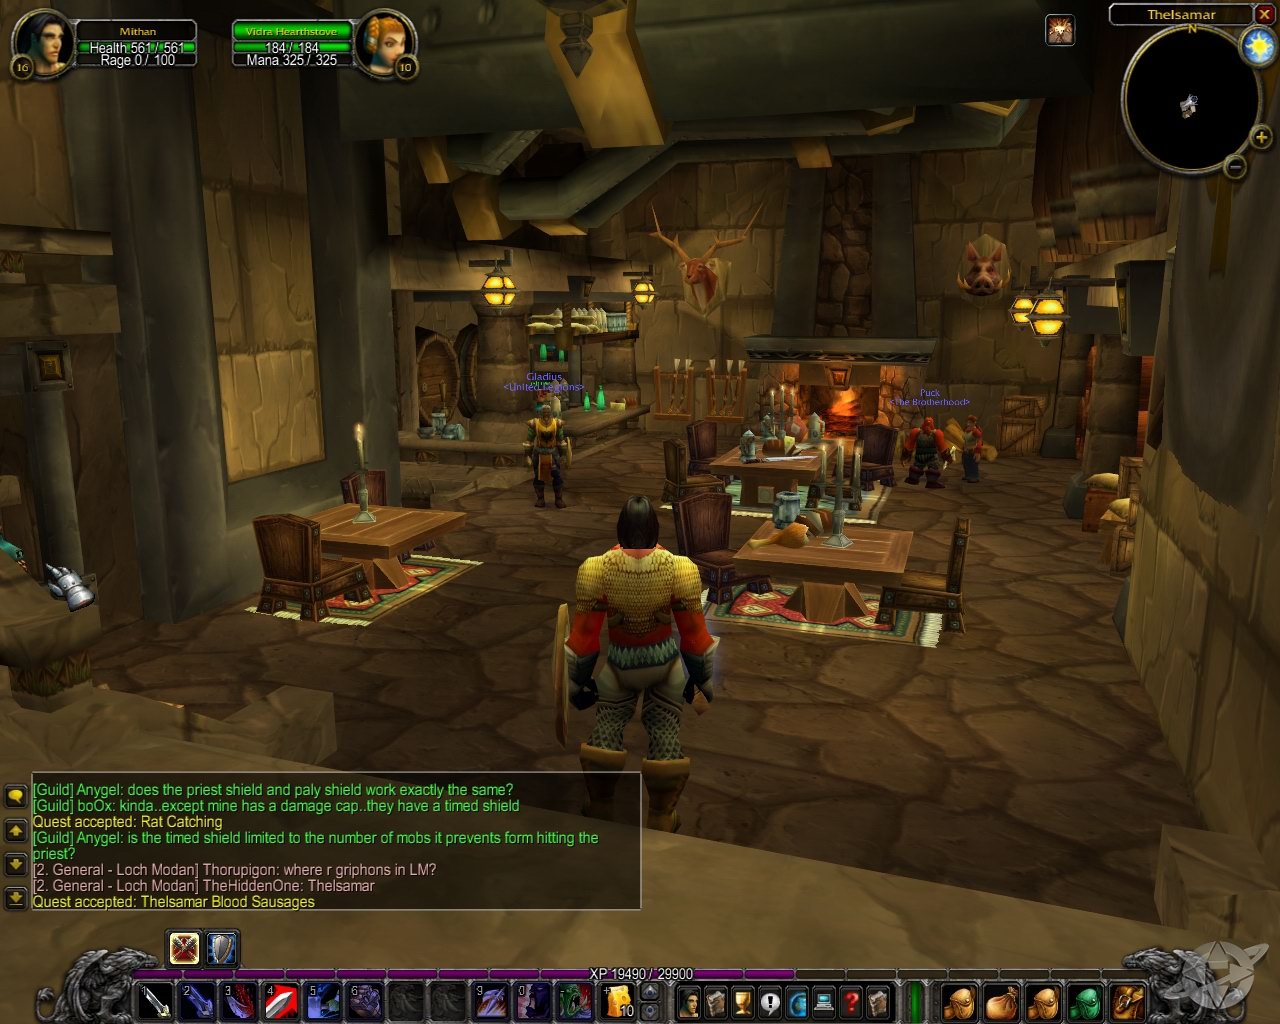 Mithan
Health 561 / 561
Rage 0 / 100
16
Vidra Hearthstove
184 / 184
Mana 325 / 325
10
Thelsamar
N
Gladius
<United Legions>
Puck
<The Brotherhood>
[Guild] Anygel: does the priest shield and paly shield work exactly the same?
[Guild] boOx: kinda..except mine has a damage cap..they have a timed shield
Quest accepted: Rat Catching
[Guild] Anygel: is the timed shield limited to the number of mobs it prevents form hitting the
priest?
[2. General - Loch Modan] Thorupigon: where r griphons in LM?
[2. General - Loch Modan] TheHiddenOne: Thelsamar
Quest accepted: Thelsamar Blood Sausages
XP 19490 / 29900
1 2 3 4 5 6 9 0 - +
10